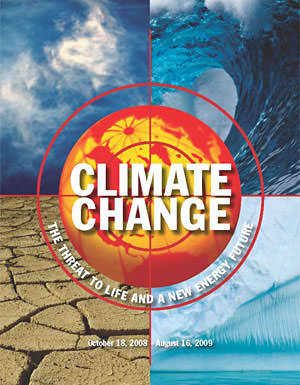 CLIMATE
CHANGE
THE THREAT TO LIFE AND A NEW ENERGY FUTURE
October 18, 2008 - August 16, 2009